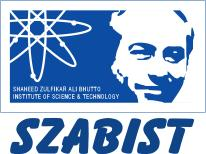 SHAHEED ZULFIKAR ALI BHUTTO
INSTITUTE OF SCIENCE & TECHNOLOGY
SZABIST